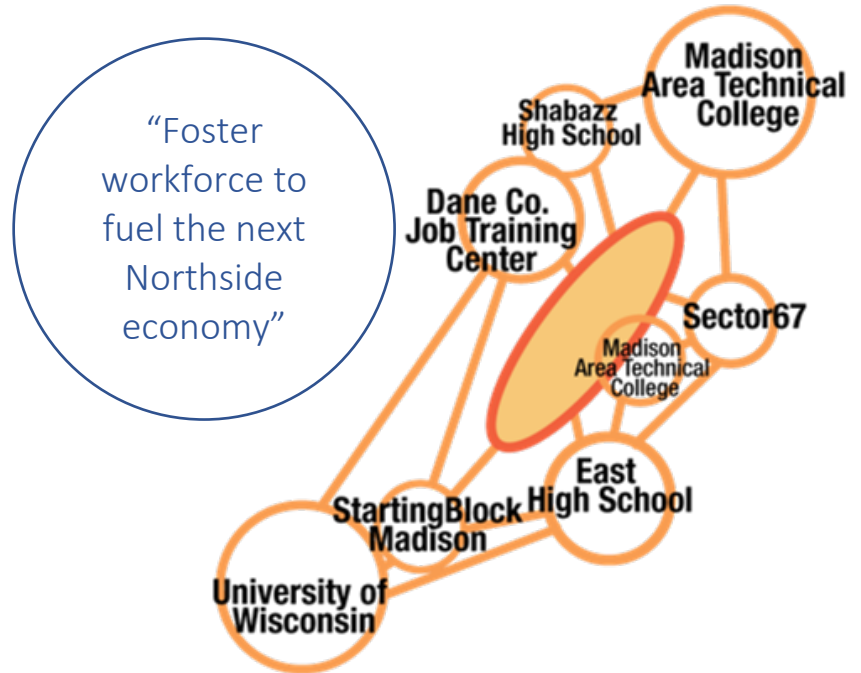 “Foster
workforce to
fuel the next
Northside
economy”
Madison
Area Technical
College
Shabazz
High School
Dane Co.
Job Training
Center
Sector67
Madison
Area Technical
College
East
High School
StartingBlock
Madison
University of
Wisconsin